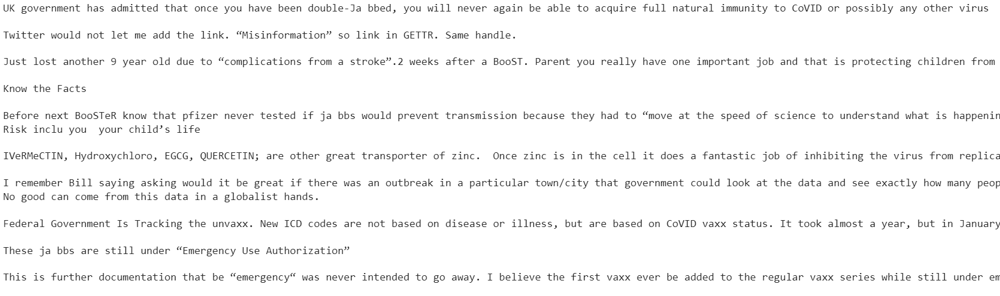 UK government has admitted that once you have been double-Ja bbed, you will never again be able to acquire full natural immunity to CoVID or possibly any other virus
Twitter would not let me add the link. “Misinformation” so link in GETTR. Same handle.
Just lost another 9 year old due to “complications from a stroke”.2 weeks after a BooST. Parent you really have one important job and that is protecting children from
Know the Facts
Before next BooSTeR know that pfizer never tested if ja bbs would prevent transmission because they had to “move at the speed of science to understand what is happenin
Risk inclu you  your child’s life
IVeRMeCTIN, Hydroxychloro, EGCG, QUERCETIN; are other great transporter of zinc.  Once zinc is in the cell it does a fantastic job of inhibiting the virus from replica
I remember Bill saying asking would it be great if there was an outbreak in a particular town/city that government could look at the data and see exactly how many peop
No good can come from this data in a globalist hands.
Federal Government Is Tracking the unvaxx. New ICD codes are not based on disease or illness, but are based on CoVID vaxx status. It took almost a year, but in January
These ja bbs are still under “Emergency Use Authorization”
This is further documentation that be “emergency“ was never intended to go away. I believe the first vaxx ever be added to the regular vaxx series while still under em